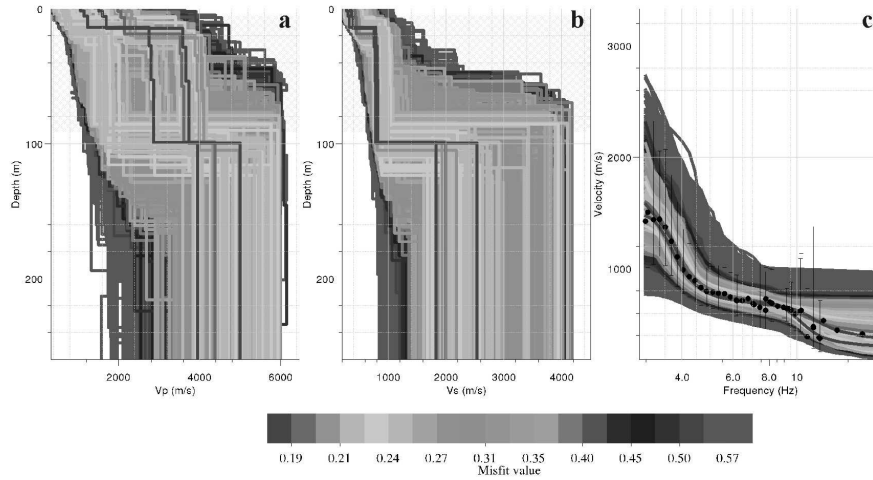 a
0
100
200
Depth (m)
2000 4000 6000
Vp (m/s)
b
0
100
200
Depth (m)
1000 2000 3000 4000
Vs (m/s)
c
3000
2000
1000
Velocity (m/s)
4.0 6.0 8.0 10
Frequency (Hz)
0.19 0.21 0.24 0.27 0.31 0.35 0.40 0.45 0.50 0.57
Misfit value